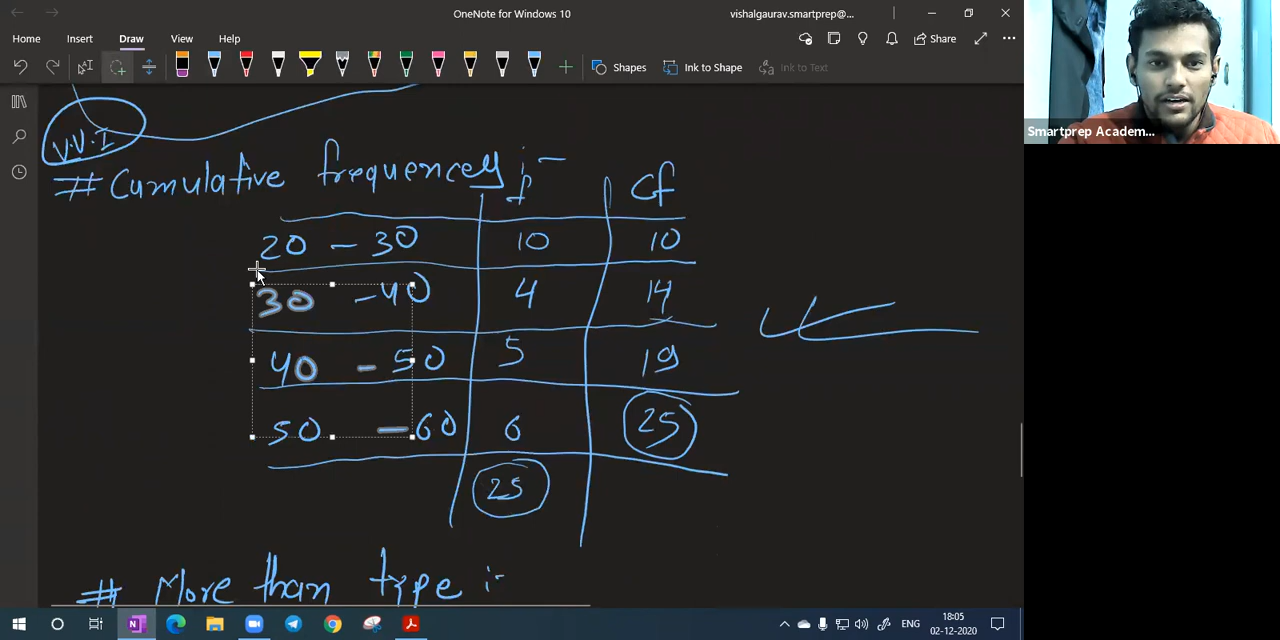 OneNote for Windows 10
vishalgaurav.smartprep@...
Home Insert Draw View Help
Share
Shapes
Ink to Shape
Ink to Text
V.V.I
# Cumulative frequencey :-
f Cf
20 - 30 10 10
30 - 40 4 14
40 - 50 5 19
50 - 60 6 25
25
# More than type :-
Smartprep Academ...
ENG
18:05
02-12-2020